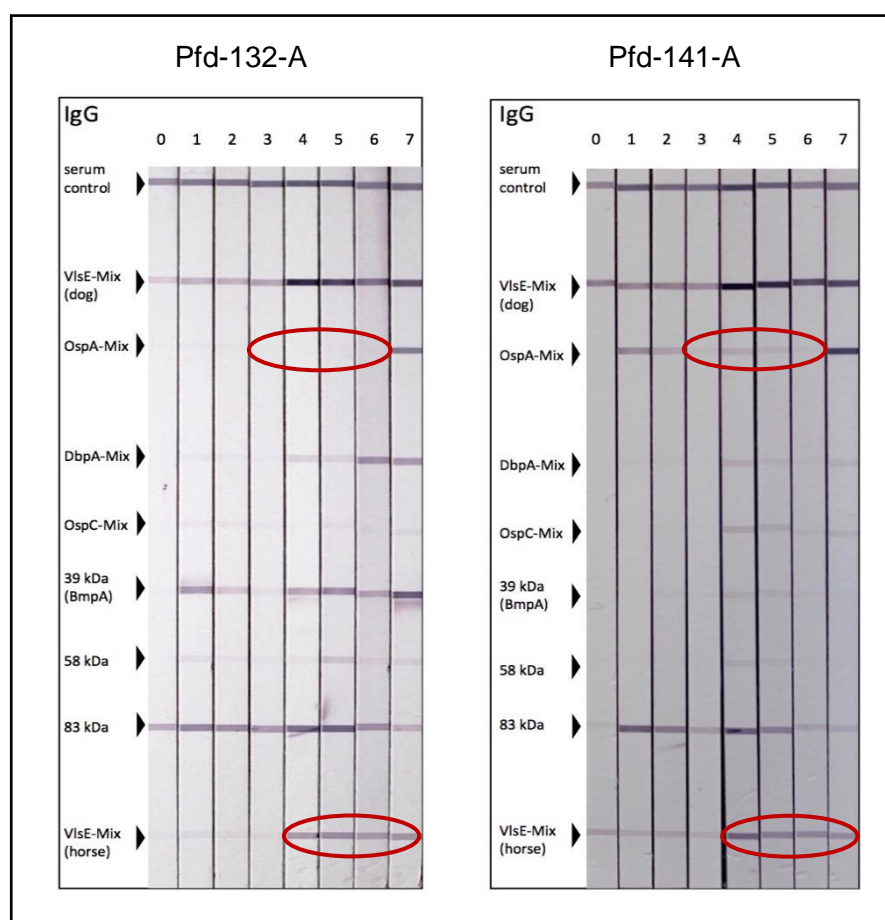 Pfd-132-A
IgG
0 1 2 3 4 5 6 7
serum
control
VlsE-Mix
(dog)
OspA-Mix
DbpA-Mix
OspC-Mix
39 kDa
(BmpA)
58 kDa
83 kDa
VlsE-Mix
(horse)
Pfd-141-A
IgG
0 1 2 3 4 5 6 7
serum
control
VlsE-Mix
(dog)
OspA-Mix
DbpA-Mix
OspC-Mix
39 kDa
(BmpA)
58 kDa
83 kDa
VlsE-Mix
(horse)